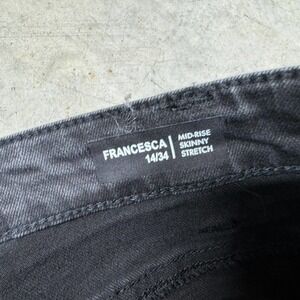 FRANCESCA
14/34
MID-RISE
SKINNY
STRETCH